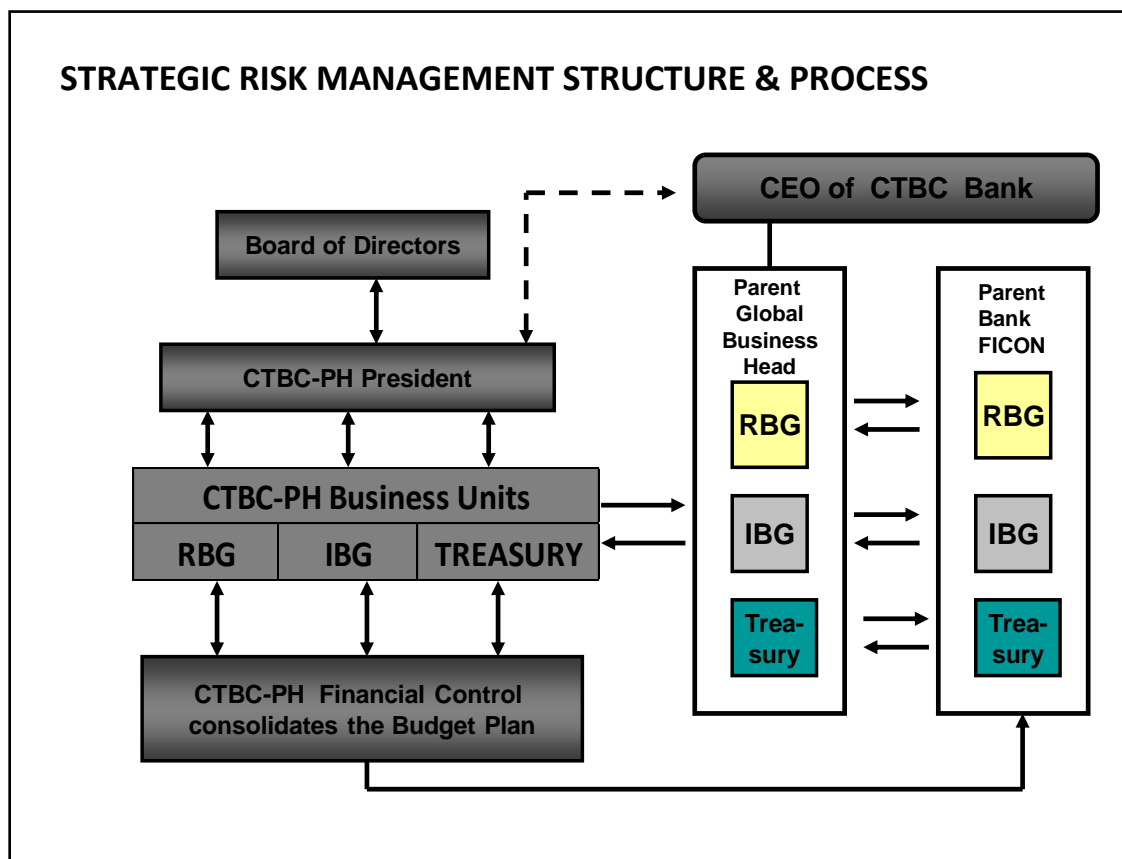 STRATEGIC RISK MANAGEMENT STRUCTURE & PROCESS
CEO of CTBC Bank
Board of Directors
CTBC-PH President
CTBC-PH Business Units
RBG
IBG
TREASURY
CTBC-PH Financial Control
consolidates the Budget Plan
Parent
Global
Business
Head
RBG
IBG
Trea-
sury
Parent
Bank
FICON
RBG
IBG
Trea-
sury